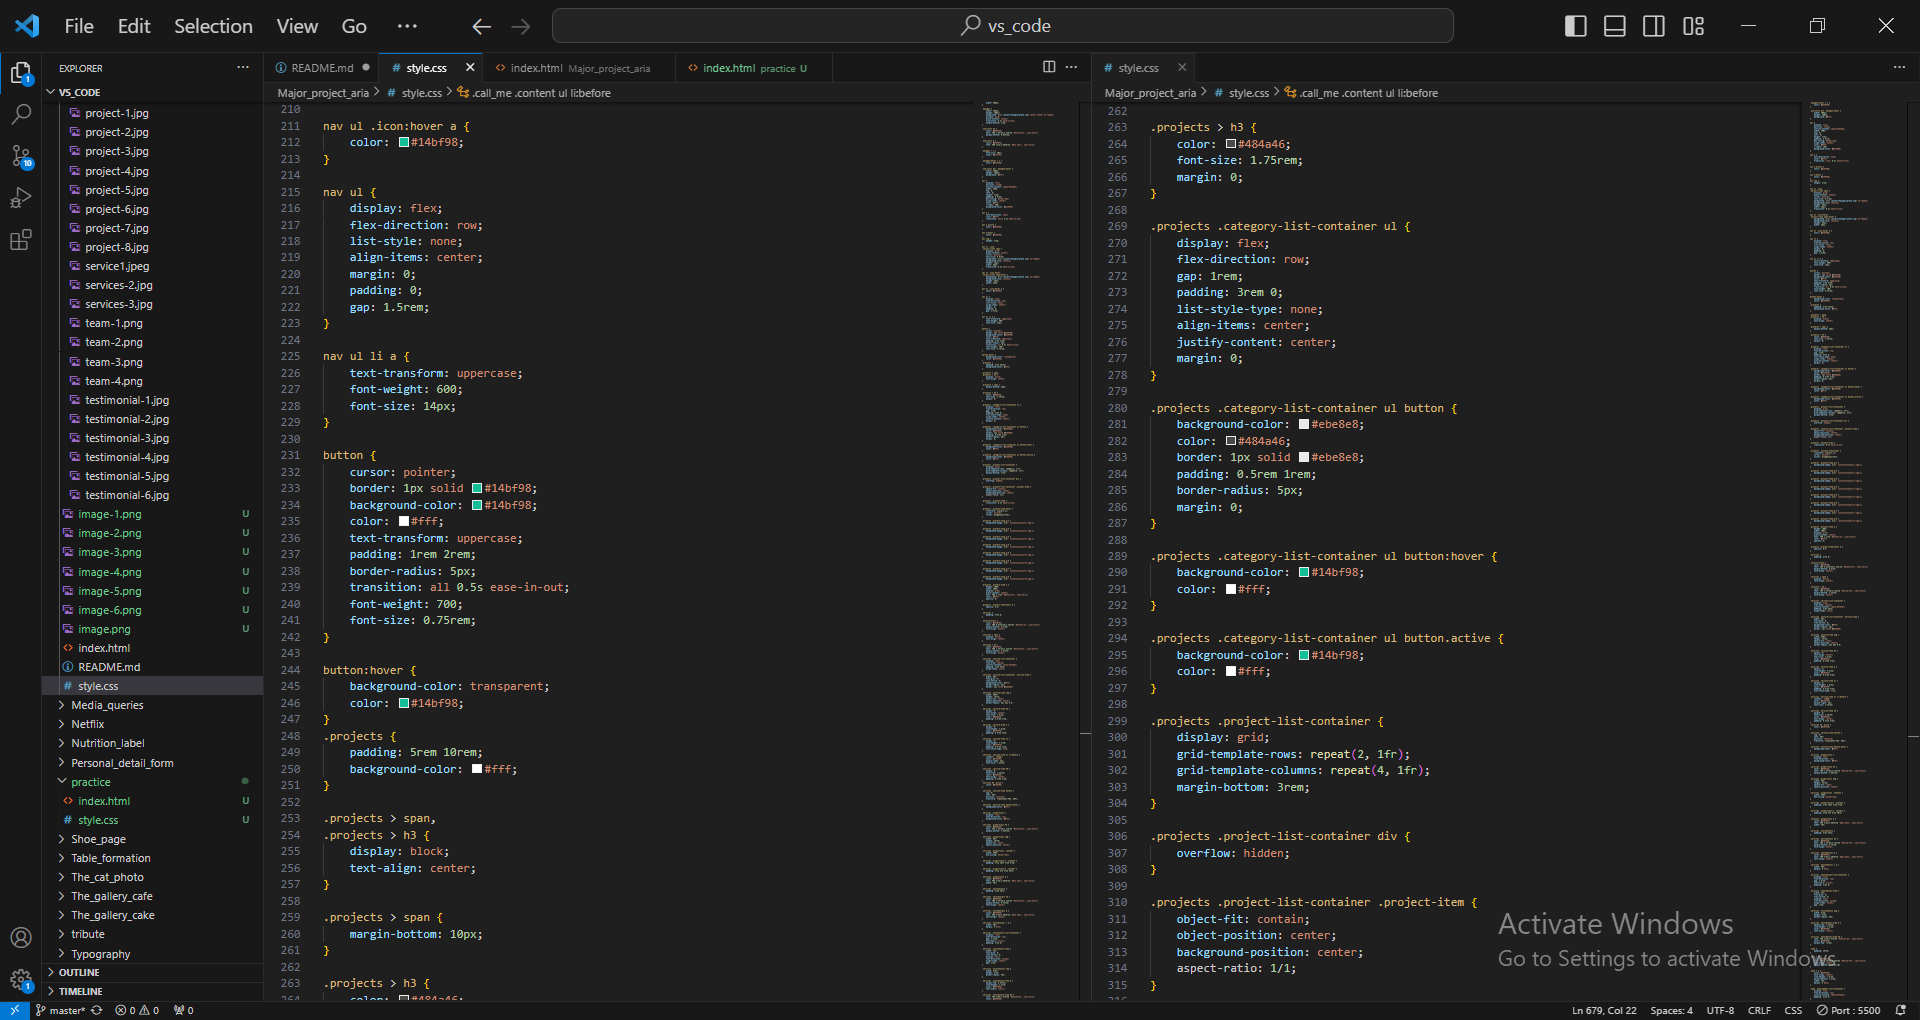 File Edit Selection View Go ··· vs_code
EXPLORER ···
VS_CODE
project-1.jpg
project-2.jpg
project-3.jpg
project-4.jpg
project-5.jpg
project-6.jpg
project-7.jpg
project-8.jpg
service1.jpeg
services-2.jpg
services-3.jpg
team-1.png
team-2.png
team-3.png
team-4.png
testimonial-1.jpg
testimonial-2.jpg
testimonial-3.jpg
testimonial-4.jpg
testimonial-5.jpg
testimonial-6.jpg
image-1.png U
image-2.png U
image-3.png U
image-4.png U
image-5.png U
image-6.png U
image.png U
index.html
README.md
# style.css
Media_queries
Netflix
Nutrition_label
Personal_detail_form
practice
index.html U
# style.css U
Shoe_page
Table_formation
The_cat_photo
The_gallery_cafe
The_gallery_cake
tribute
Typography
OUTLINE
TIMELINE
1
10
1
README.md # style.css index.html Major_project_aria index.html practice U
Major_project_aria > # style.css > .call_me .content ul li:before
210
211 nav ul .icon:hover a {
212 color: #14bf98;
213 }
214
215 nav ul {
216 display: flex;
217 flex-direction: row;
218 list-style: none;
219 align-items: center;
220 margin: 0;
221 padding: 0;
222 gap: 1.5rem;
223 }
224
225 nav ul li a {
226 text-transform: uppercase;
227 font-weight: 600;
228 font-size: 14px;
229 }
230
231 button {
232 cursor: pointer;
233 border: 1px solid #14bf98;
234 background-color: #14bf98;
235 color: #fff;
236 text-transform: uppercase;
237 padding: 1rem 2rem;
238 border-radius: 5px;
239 transition: all 0.5s ease-in-out;
240 font-weight: 700;
241 font-size: 0.75rem;
242 }
243
244 button:hover {
245 background-color: transparent;
246 color: #14bf98;
247 }
248 .projects {
249 padding: 5rem 10rem;
250 background-color: #fff;
251 }
252
253 .projects > span,
254 .projects > h3 {
255 display: block;
256 text-align: center;
257 }
258
259 .projects > span {
260 margin-bottom: 10px;
261 }
262
263 .projects > h3 {
264 color: #484a46;
# style.css
Major_project_aria > # style.css > .call_me .content ul li:before
262
263 .projects > h3 {
264 color: #484a46;
265 font-size: 1.75rem;
266 margin: 0;
267 }
268
269 .projects .category-list-container ul {
270 display: flex;
271 flex-direction: row;
272 gap: 1rem;
273 padding: 3rem 0;
274 list-style-type: none;
275 align-items: center;
276 justify-content: center;
277 margin: 0;
278 }
279
280 .projects .category-list-container ul button {
281 background-color: #ebe8e8;
282 color: #484a46;
283 border: 1px solid #ebe8e8;
284 padding: 0.5rem 1rem;
285 border-radius: 5px;
286 margin: 0;
287 }
288
289 .projects .category-list-container ul button:hover {
290 background-color: #14bf98;
291 color: #fff;
292 }
293
294 .projects .category-list-container ul button.active {
295 background-color: #14bf98;
296 color: #fff;
297 }
298
299 .projects .project-list-container {
300 display: grid;
301 grid-template-rows: repeat(2, 1fr);
302 grid-template-columns: repeat(4, 1fr);
303 margin-bottom: 3rem;
304 }
305
306 .projects .project-list-container div {
307 overflow: hidden;
308 }
309
310 .projects .project-list-container .project-item {
311 object-fit: contain;
312 object-position: center;
313 background-position: center;
314 aspect-ratio: 1/1;
315 }
Activate Windows
Go to Settings to activate Windows.
master* 0 0 0 Ln 679, Col 22 Spaces: 4 UTF-8 CRLF CSS Port : 5500